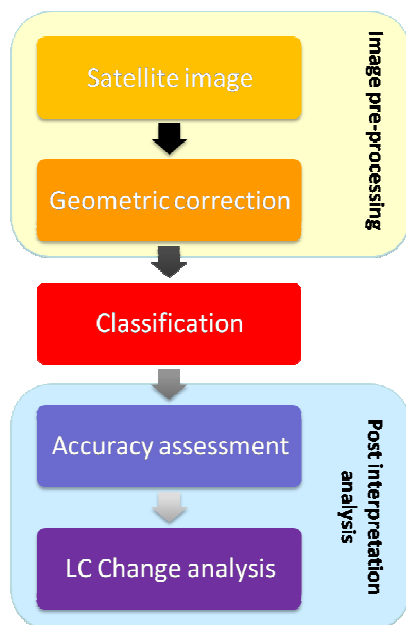 Satellite image
Geometric correction
Image pre-processing
Classification
Accuracy assessment
LC Change analysis
Post interpretation
analysis